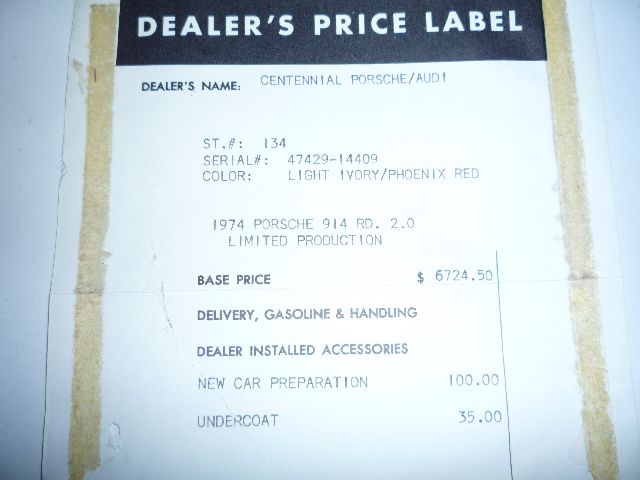 DEALER'S PRICE LABEL
DEALER'S NAME: CENTENNIAL PORSCHE/AUDI
ST.#: 134
SERIAL#: 47429-14409
COLOR: LIGHT IVORY/PHOENIX RED
1974 PORSCHE 914 RD. 2.0
LIMITED PRODUCTION
BASE PRICE $ 6724.50
DELIVERY, GASOLINE & HANDLING
DEALER INSTALLED ACCESSORIES
NEW CAR PREPARATION 100.00
UNDERCOAT 35.00